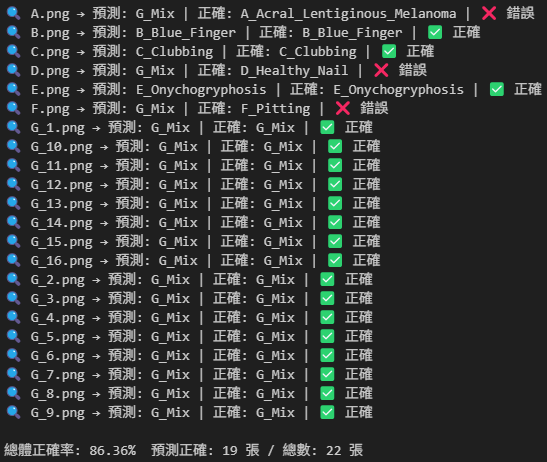 🔍 A.png → 預測: G_Mix | 正確: A_Acral_Lentiginous_Melanoma | ❌ 錯誤
🔍 B.png → 預測: B_Blue_Finger | 正確: B_Blue_Finger | ✅ 正確
🔍 C.png → 預測: C_Clubbing | 正確: C_Clubbing | ✅ 正確
🔍 D.png → 預測: G_Mix | 正確: D_Healthy_Nail | ❌ 錯誤
🔍 E.png → 預測: E_Onychogryphosis | 正確: E_Onychogryphosis | ✅ 正確
🔍 F.png → 預測: G_Mix | 正確: F_Pitting | ❌ 錯誤
🔍 G_1.png → 預測: G_Mix | 正確: G_Mix | ✅ 正確
🔍 G_10.png → 預測: G_Mix | 正確: G_Mix | ✅ 正確
🔍 G_11.png → 預測: G_Mix | 正確: G_Mix | ✅ 正確
🔍 G_12.png → 預測: G_Mix | 正確: G_Mix | ✅ 正確
🔍 G_13.png → 預測: G_Mix | 正確: G_Mix | ✅ 正確
🔍 G_14.png → 預測: G_Mix | 正確: G_Mix | ✅ 正確
🔍 G_15.png → 預測: G_Mix | 正確: G_Mix | ✅ 正確
🔍 G_16.png → 預測: G_Mix | 正確: G_Mix | ✅ 正確
🔍 G_2.png → 預測: G_Mix | 正確: G_Mix | ✅ 正確
🔍 G_3.png → 預測: G_Mix | 正確: G_Mix | ✅ 正確
🔍 G_4.png → 預測: G_Mix | 正確: G_Mix | ✅ 正確
🔍 G_5.png → 預測: G_Mix | 正確: G_Mix | ✅ 正確
🔍 G_6.png → 預測: G_Mix | 正確: G_Mix | ✅ 正確
🔍 G_7.png → 預測: G_Mix | 正確: G_Mix | ✅ 正確
🔍 G_8.png → 預測: G_Mix | 正確: G_Mix | ✅ 正確
🔍 G_9.png → 預測: G_Mix | 正確: G_Mix | ✅ 正確
總體正確率: 86.36% 預測正確: 19 張 / 總數: 22 張